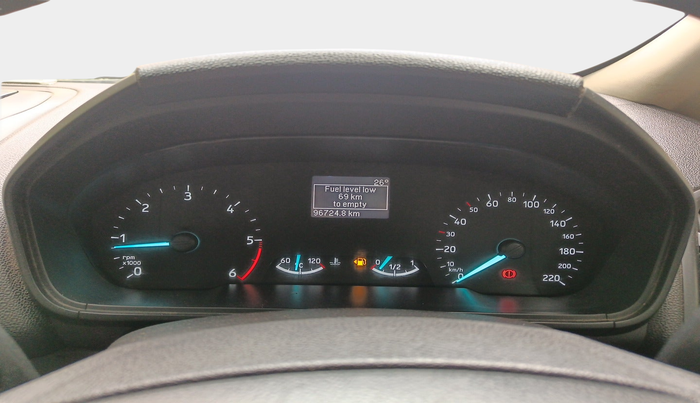 26°
Fuel level low
69 km
to empty
96724.8 km
0 1 2 3 4 5 6
rpm
x1000
60 °C 120
0 1/2 1
0 10 20 30 40 50 60 80 100 120 140 160 180 200 220
km/h